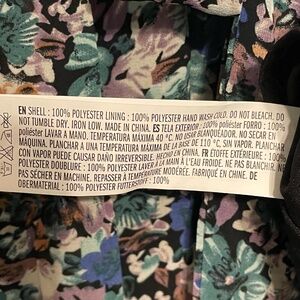 EN SHELL : 100% POLYESTER LINING : 100% POLYESTER HAND WASH COLD. DO NOT BLEACH. DO
NOT TUMBLE DRY. IRON LOW. MADE IN CHINA. ES TELA EXTERIOR : 100% poliéster FORRO : 100%
poliéster LAVAR A MANO. TEMPERATURA MÁXIMA 40 °C. NO USAR BLANQUEADOR. NO SECAR EN
MÁQUINA. PLANCHAR A UNA TEMPERATURA MÁXIMA DE LA BASE DE 110 °C, SIN VAPOR. PLANCHAR
CON VAPOR PUEDE CAUSAR DAÑO IRREVERSIBLE. HECHO EN CHINA. FR ÉTOFFE EXTÉRIEURE : 100%
POLYESTER DOUBLURE : 100% POLYESTER LAVER À LA MAIN À L'EAU FROIDE. NE PAS BLANCHIR. NE
PAS SÉCHER EN MACHINE. REPASSER À TEMPÉRATURE MODÉRÉE. FABRIQUÉ EN CHINE. DE
OBERMATERIAL : 100% POLYESTER FUTTERSTOFF : 100%